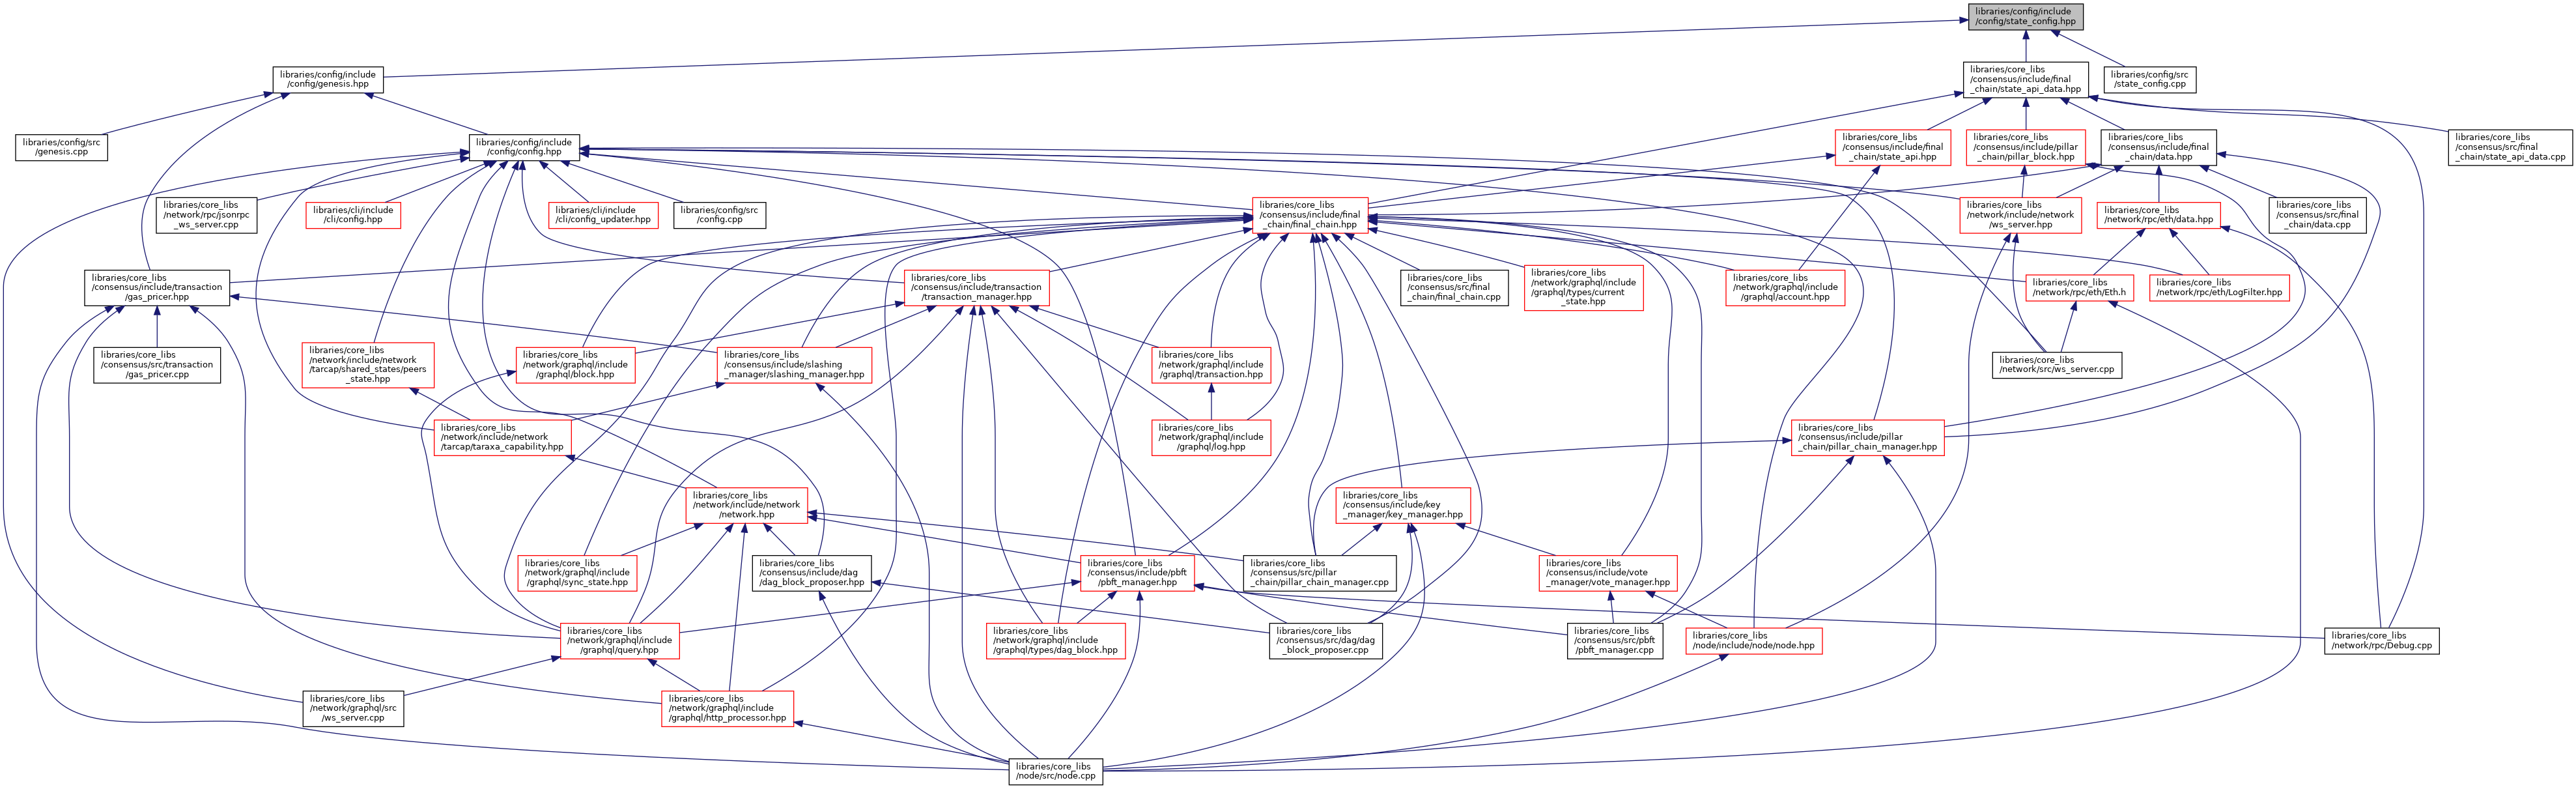 libraries/config/include
/config/state_config.hpp
libraries/config/include
/config/genesis.hpp
libraries/core_libs
/consensus/include/final
_chain/state_api_data.hpp
libraries/config/src
/state_config.cpp
libraries/config/src
/genesis.cpp
libraries/config/include
/config/config.hpp
libraries/core_libs
/consensus/include/final
_chain/state_api.hpp
libraries/core_libs
/consensus/include/pillar
_chain/pillar_block.hpp
libraries/core_libs
/consensus/include/final
_chain/data.hpp
libraries/core_libs
/consensus/src/final
_chain/state_api_data.cpp
libraries/core_libs
/network/rpc/jsonrpc
_ws_server.cpp
libraries/cli/include
/cli/config.hpp
libraries/cli/include
/cli/config_updater.hpp
libraries/config/src
/config.cpp
libraries/core_libs
/consensus/include/final
_chain/final_chain.hpp
libraries/core_libs
/network/include/network
/ws_server.hpp
libraries/core_libs
/network/rpc/eth/data.hpp
libraries/core_libs
/consensus/src/final
_chain/data.cpp
libraries/core_libs
/consensus/include/transaction
/gas_pricer.hpp
libraries/core_libs
/consensus/include/transaction
/transaction_manager.hpp
libraries/core_libs
/consensus/src/final
_chain/final_chain.cpp
libraries/core_libs
/network/graphql/include
/graphql/types/current
_state.hpp
libraries/core_libs
/network/graphql/include
/graphql/account.hpp
libraries/core_libs
/network/rpc/eth/Eth.h
libraries/core_libs
/network/rpc/eth/LogFilter.hpp
libraries/core_libs
/consensus/src/transaction
/gas_pricer.cpp
libraries/core_libs
/network/include/network
/tarcap/shared_states/peers
_state.hpp
libraries/core_libs
/network/graphql/include
/graphql/block.hpp
libraries/core_libs
/consensus/include/slashing
_manager/slashing_manager.hpp
libraries/core_libs
/network/graphql/include
/graphql/transaction.hpp
libraries/core_libs
/network/src/ws_server.cpp
libraries/core_libs
/network/include/network
/tarcap/taraxa_capability.hpp
libraries/core_libs
/network/graphql/include
/graphql/log.hpp
libraries/core_libs
/consensus/include/pillar
_chain/pillar_chain_manager.hpp
libraries/core_libs
/network/include/network
/network.hpp
libraries/core_libs
/consensus/include/key
_manager/key_manager.hpp
libraries/core_libs
/network/graphql/include
/graphql/sync_state.hpp
libraries/core_libs
/consensus/include/dag
/dag_block_proposer.hpp
libraries/core_libs
/consensus/include/pbft
/pbft_manager.hpp
libraries/core_libs
/consensus/src/pillar
_chain/pillar_chain_manager.cpp
libraries/core_libs
/consensus/include/vote
_manager/vote_manager.hpp
libraries/core_libs
/network/graphql/include
/graphql/query.hpp
libraries/core_libs
/network/graphql/include
/graphql/types/dag_block.hpp
libraries/core_libs
/consensus/src/dag/dag
_block_proposer.cpp
libraries/core_libs
/consensus/src/pbft
/pbft_manager.cpp
libraries/core_libs
/node/include/node/node.hpp
libraries/core_libs
/network/rpc/Debug.cpp
libraries/core_libs
/network/graphql/src
/ws_server.cpp
libraries/core_libs
/network/graphql/include
/graphql/http_processor.hpp
libraries/core_libs
/node/src/node.cpp